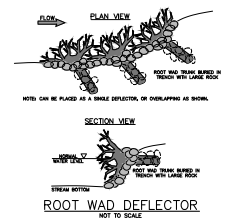 PLAN VIEW
FLOW
ROOT WAD TRUNK BURIED IN
TRENCH WITH LARGE ROCK
NOTE: CAN BE PLACED AS A SINGLE DEFLECTOR, OR OVERLAPPING AS SHOWN.
SECTION VIEW
NORMAL
WATER LEVEL
ROOT WAD TRUNK BURIED IN
TRENCH WITH LARGE ROCK
STREAM BOTTOM
ROOT WAD DEFLECTOR
NOT TO SCALE